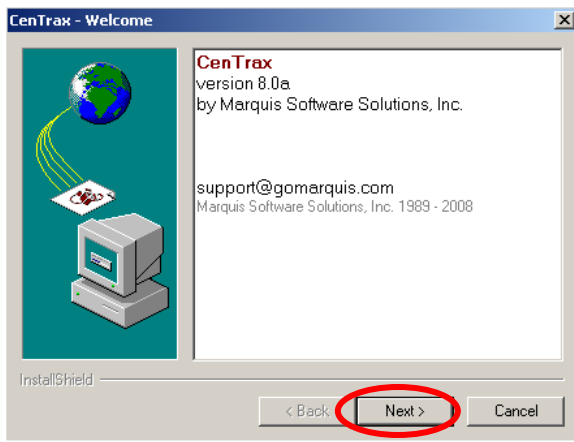 CenTrax - Welcome
CenTrax
version 8.0a
by Marquis Software Solutions, Inc.
support@gomarquis.com
Marquis Software Solutions, Inc. 1989 - 2008
InstallShield
< Back
Next >
Cancel